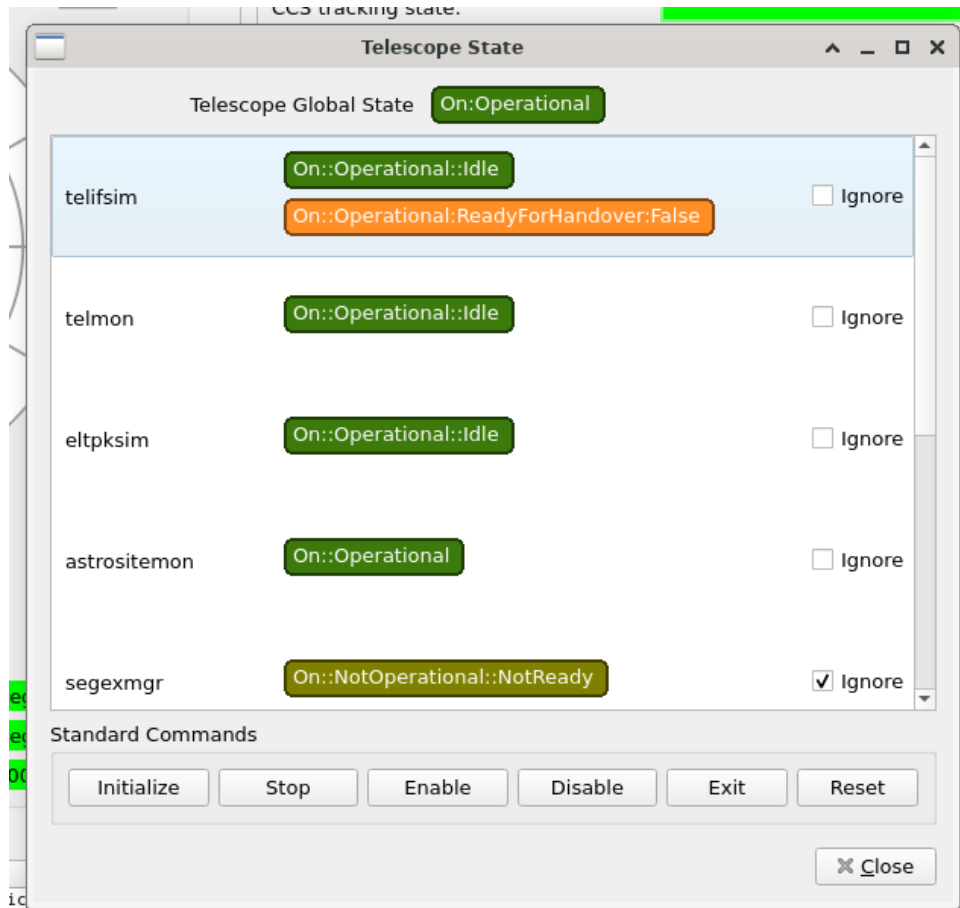 CCS tracking state:
Telescope State
Telescope Global State On:Operational
telifsim
On::Operational::Idle
On::Operational:ReadyForHandover:False
Ignore
telmon On::Operational::Idle Ignore
eltpksim On::Operational::Idle Ignore
astrositemon On::Operational Ignore
segexmgr On::NotOperational::NotReady Ignore
Standard Commands
Initialize Stop Enable Disable Exit Reset
Close